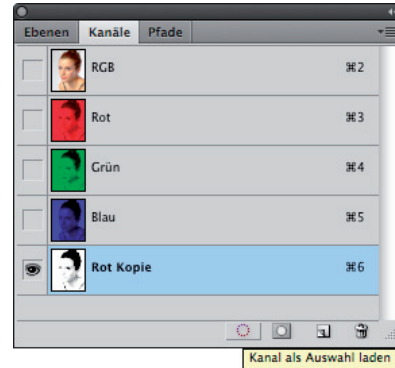 Ebenen Kanäle Pfade
RGB ⌘2
Rot ⌘3
Grün ⌘4
Blau ⌘5
Rot Kopie ⌘6
Kanal als Auswahl laden